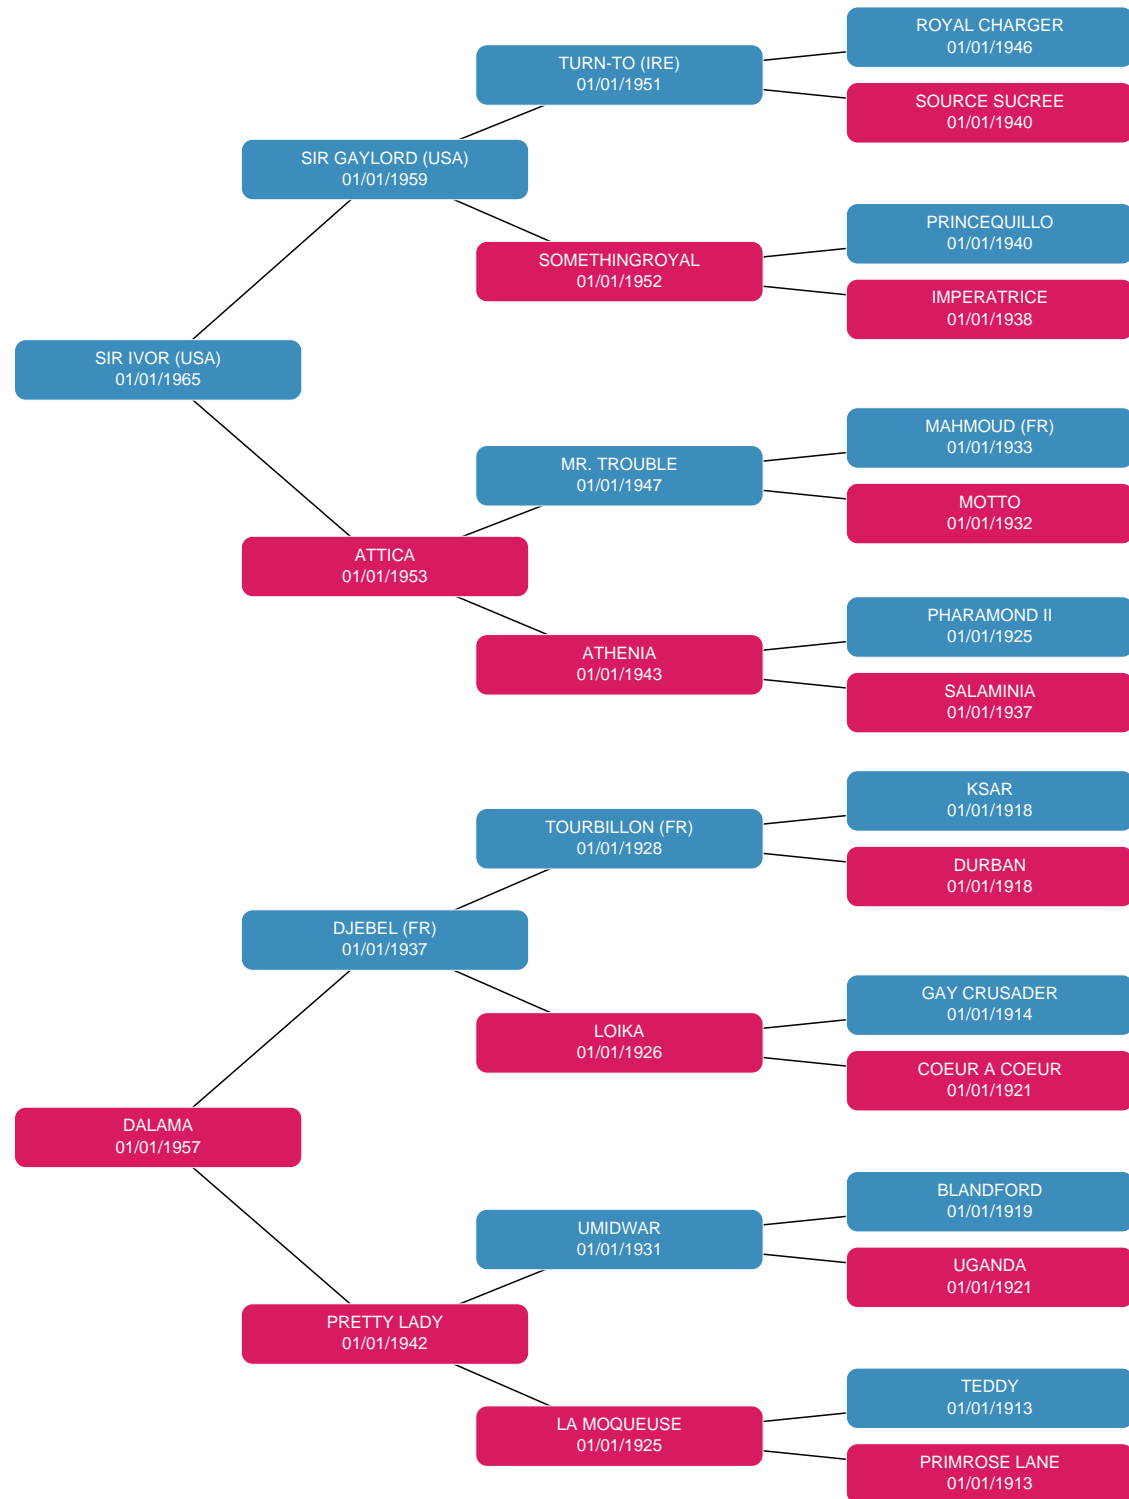 ROYAL CHARGER
01/01/1946
TURN-TO (IRE)
01/01/1951
SOURCE SUCREE
01/01/1940
SIR GAYLORD (USA)
01/01/1959
PRINCEQUILLO
01/01/1940
SOMETHINGROYAL
01/01/1952
IMPERATRICE
01/01/1938
SIR IVOR (USA)
01/01/1965
MAHMOUD (FR)
01/01/1933
MR. TROUBLE
01/01/1947
MOTTO
01/01/1932
ATTICA
01/01/1953
PHARAMOND II
01/01/1925
ATHENIA
01/01/1943
SALAMINIA
01/01/1937
KSAR
01/01/1918
TOURBILLON (FR)
01/01/1928
DURBAN
01/01/1918
DJEBEL (FR)
01/01/1937
GAY CRUSADER
01/01/1914
LOIKA
01/01/1926
COEUR A COEUR
01/01/1921
DALAMA
01/01/1957
BLANDFORD
01/01/1919
UMIDWAR
01/01/1931
UGANDA
01/01/1921
PRETTY LADY
01/01/1942
TEDDY
01/01/1913
LA MOQUEUSE
01/01/1925
PRIMROSE LANE
01/01/1913